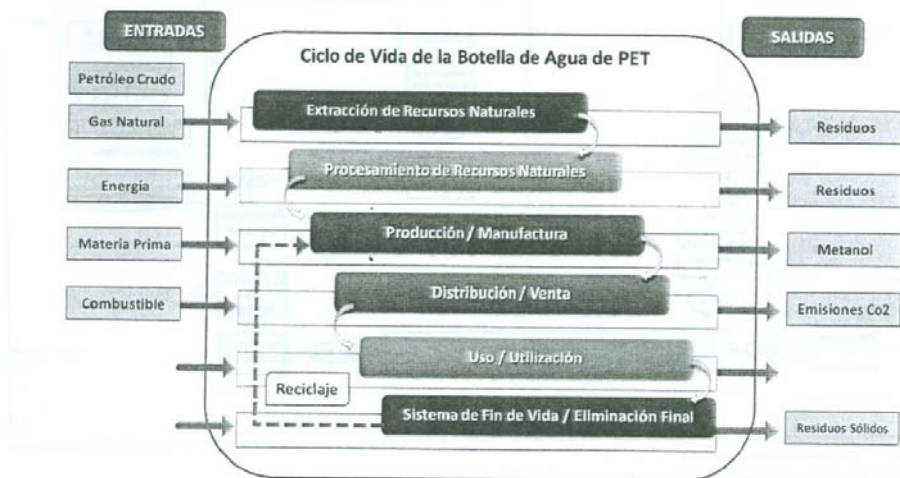 ENTRADAS
SALIDAS
Ciclo de Vida de la Botella de Agua de PET
Petróleo Crudo
Gas Natural
Extracción de Recursos Naturales
Residuos
Energía
Procesamiento de Recursos Naturales
Residuos
Materia Prima
Producción / Manufactura
Metanol
Combustible
Distribución / Venta
Emisiones Co2
Uso / Utilización
Reciclaje
Sistema de Fin de Vida / Eliminación Final
Residuos Sólidos